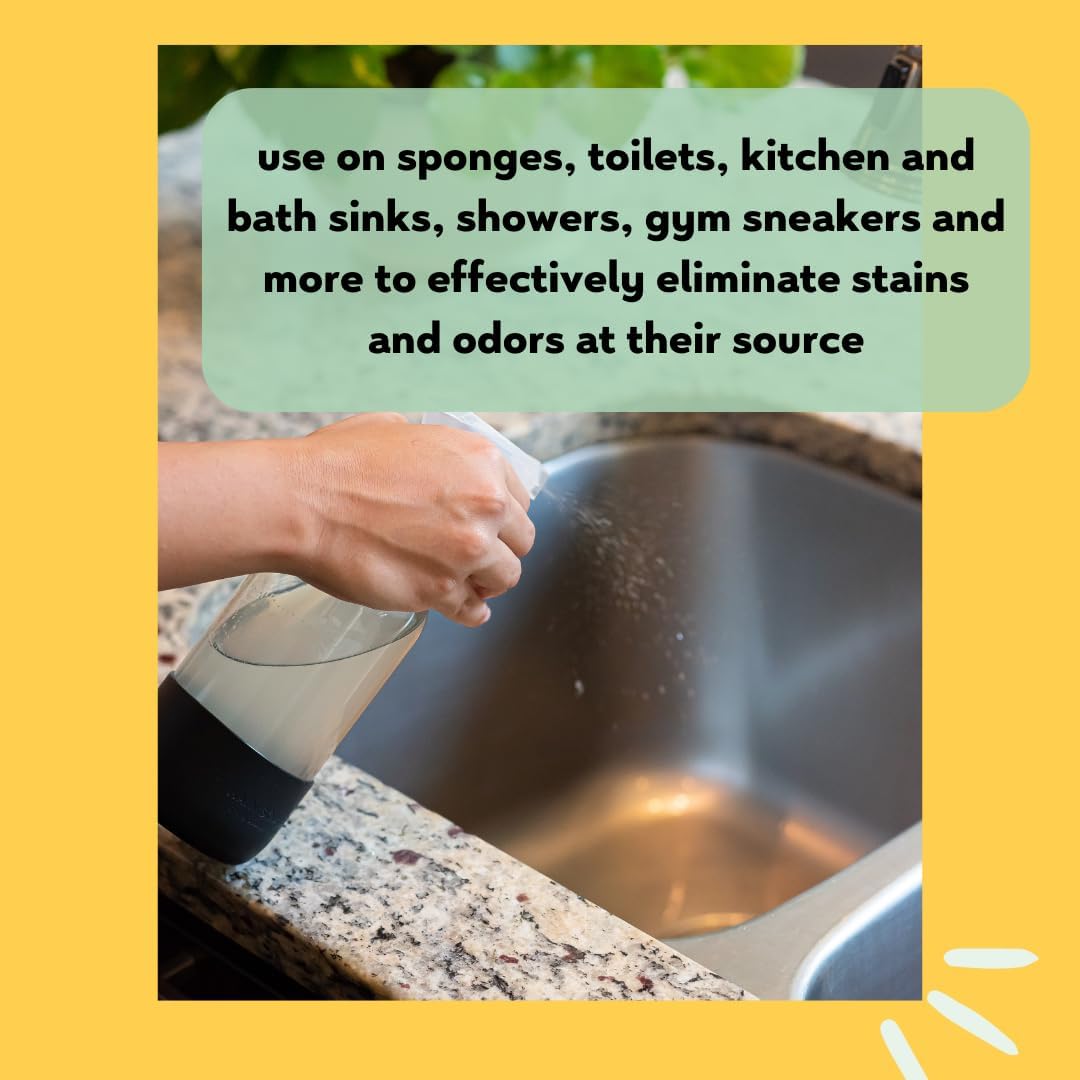 use on sponges, toilets, kitchen and
bath sinks, showers, gym sneakers and
more to effectively eliminate stains
and odors at their source